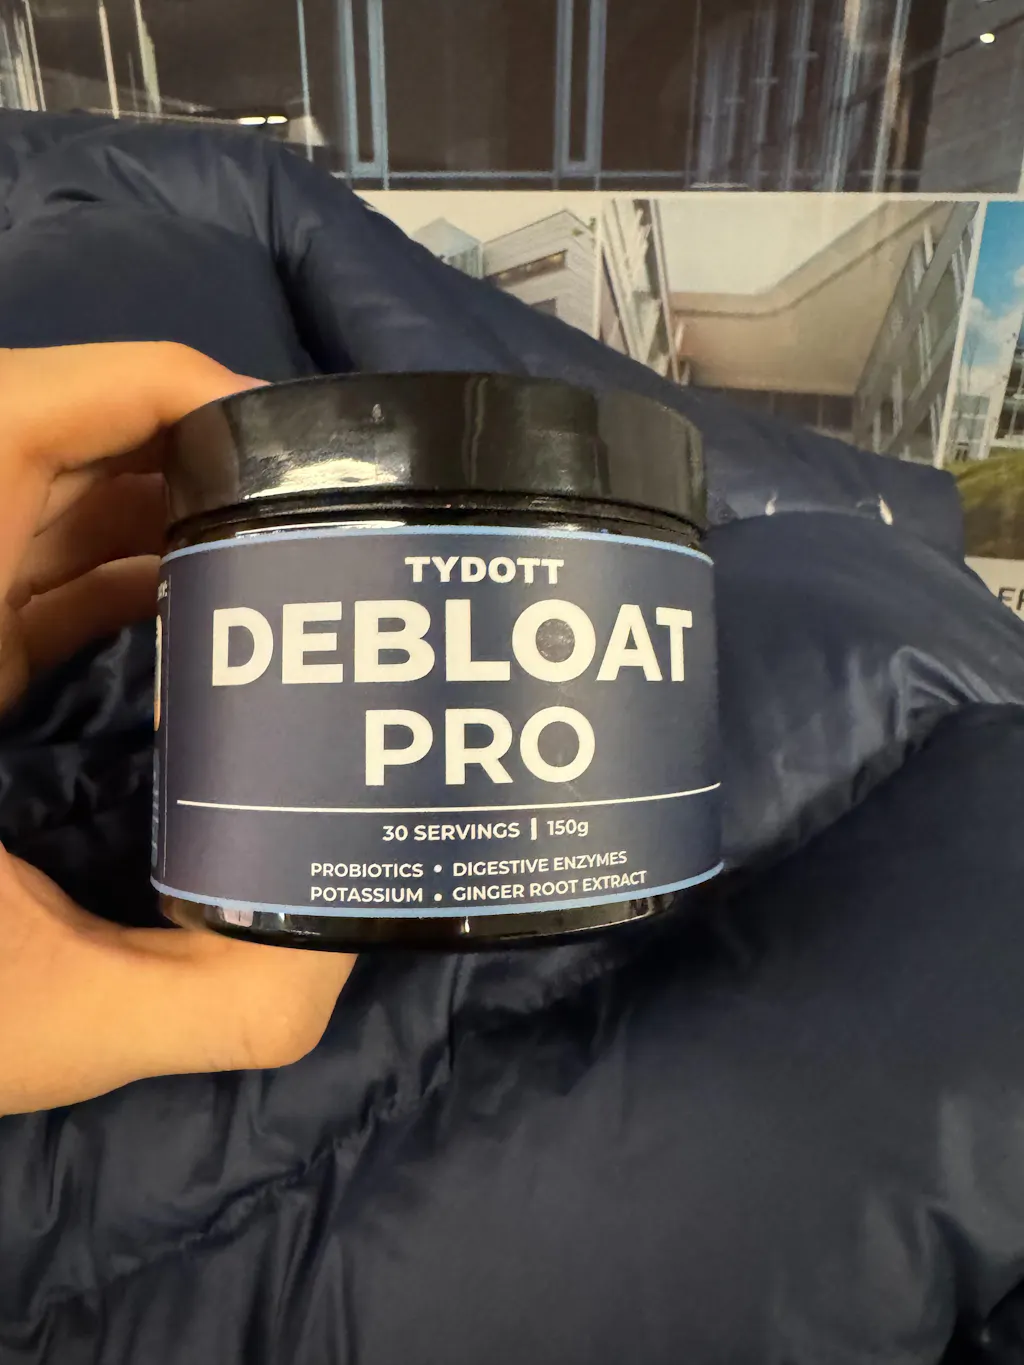 TYDOTT
DEBLOAT
PRO
30 SERVINGS | 150g
PROBIOTICS • DIGESTIVE ENZYMES
POTASSIUM • GINGER ROOT EXTRACT